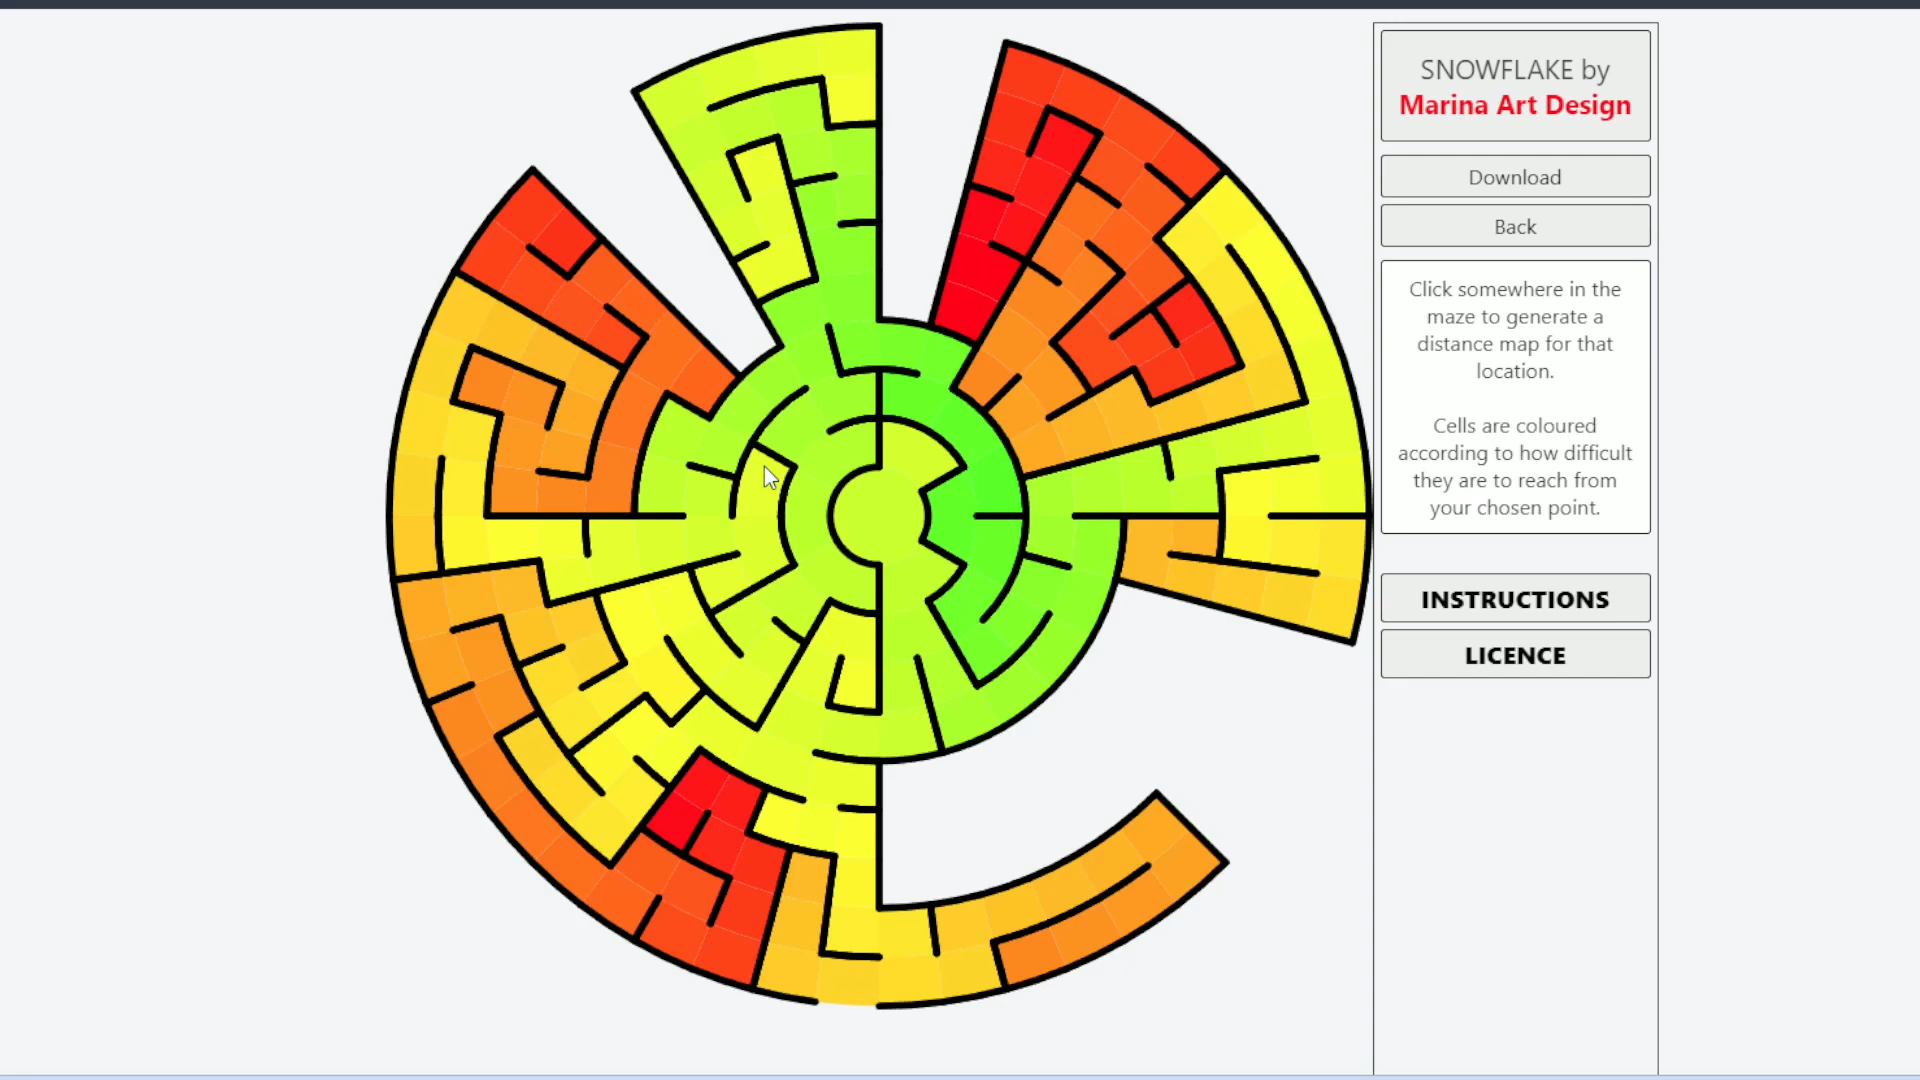 SNOWFLAKE by
Marina Art Design
Download
Back
Click somewhere in the
maze to generate a
distance map for that
location.
Cells are coloured
according to how difficult
they are to reach from
your chosen point.
INSTRUCTIONS
LICENCE